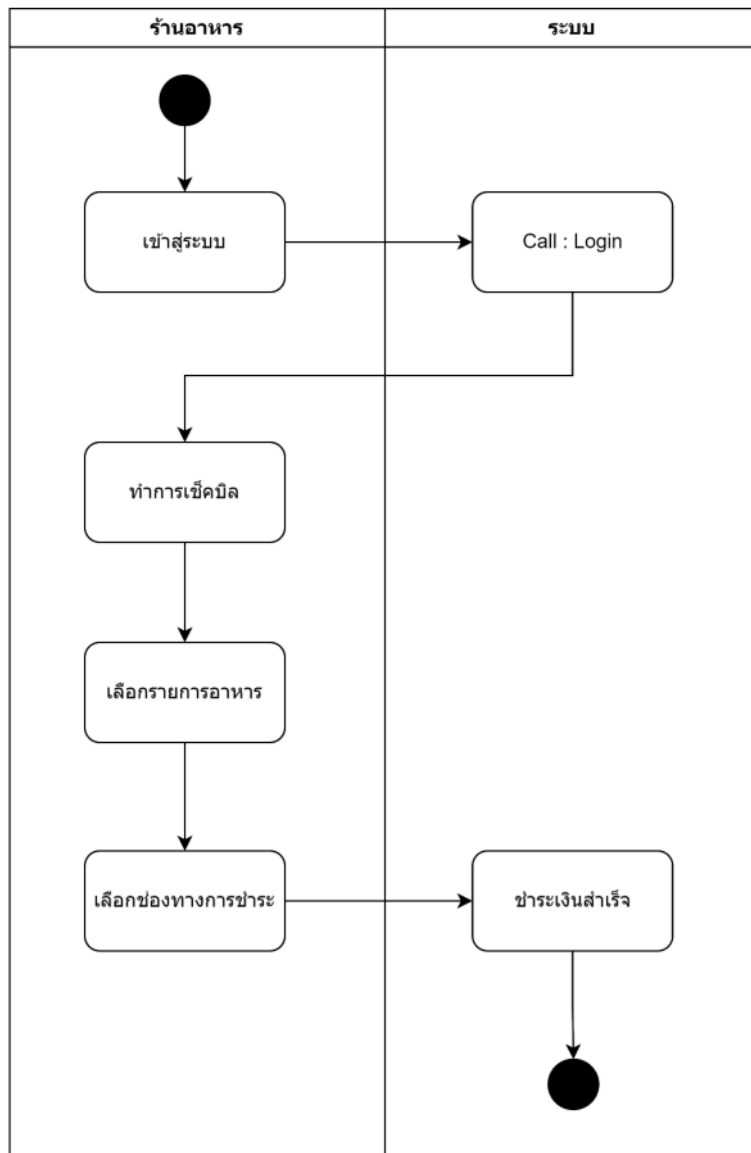 ร้านอาหาร
ระบบ
เข้าสู่ระบบ
Call : Login
ทำการเช็คบิล
เลือกรายการอาหาร
เลือกช่องทางการชำระ
ชำระเงินสำเร็จ